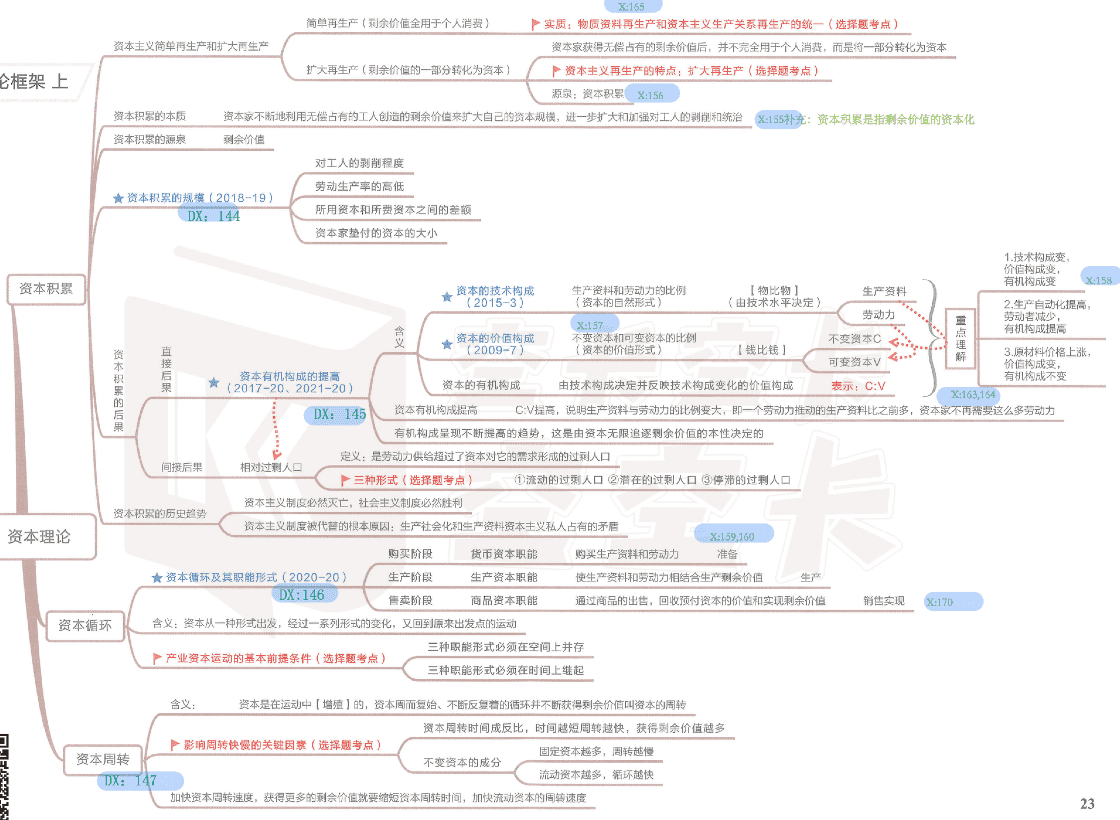 论框架 上
资本理论
资本积累
资本主义简单再生产和扩大再生产
简单再生产（剩余价值全用于个人消费）
X:165
实质：物质资料再生产和资本主义生产关系再生产的统一（选择题考点）
扩大再生产（剩余价值的一部分转化为资本）
资本家获得无偿占有的剩余价值后，并不完全用于个人消费，而是将一部分转化为资本
资本主义再生产的特点：扩大再生产（选择题考点）
源泉：资本积累 X:156
资本积累的本质 资本家不断地利用无偿占有的工人创造的剩余价值来扩大自己的资本规模，进一步扩大和加强对工人的剥削和统治 X:155补充：资本积累是指剩余价值的资本化
资本积累的源泉 剩余价值
资本积累的规模（2018-19）
DX：144
对工人的剥削程度
劳动生产率的高低
所用资本和所费资本之间的差额
资本家垫付的资本的大小
资本积累的后果
直接后果
资本有机构成的提高
（2017-20、2021-20）
DX：145
含义
资本的技术构成
（2015-3）
生产资料和劳动力的比例
（资本的自然形式）
【物比物】
（由技术水平决定）
生产资料
劳动力
资本的价值构成
（2009-7）
X:157
不变资本和可变资本的比例
（资本的价值形式）
【钱比钱】
不变资本C
可变资本V
资本的有机构成 由技术构成决定并反映技术构成变化的价值构成 表示：C:V
重点理解
1.技术构成变，
价值构成变，
有机构成变
X:158
2.生产自动化提高，
劳动者减少，
有机构成提高
3.原材料价格上涨，
价值构成变，
有机构成不变
X:163,164
资本有机构成提高 C:V提高，说明生产资料与劳动力的比例变大，即一个劳动力推动的生产资料比之前多，资本家不再需要这么多劳动力
有机构成呈现不断提高的趋势，这是由资本无限追逐剩余价值的本性决定的
间接后果 相对过剩人口
定义：是劳动力供给超过了资本对它的需求形成的过剩人口
三种形式（选择题考点） ①流动的过剩人口 ②潜在的过剩人口 ③停滞的过剩人口
资本积累的历史趋势
资本主义制度必然灭亡，社会主义制度必然胜利
资本主义制度被代替的根本原因：生产社会化和生产资料资本主义私人占有的矛盾
X:159,160
资本循环
资本循环及其职能形式（2020-20）
DX:146
购买阶段 货币资本职能 购买生产资料和劳动力 准备
生产阶段 生产资本职能 使生产资料和劳动力相结合生产剩余价值 生产
售卖阶段 商品资本职能 通过商品的出售，回收预付资本的价值和实现剩余价值 销售实现 X:170
含义：资本从一种形式出发，经过一系列形式的变化，又回到原来出发点的运动
产业资本运动的基本前提条件（选择题考点）
三种职能形式必须在空间上并存
三种职能形式必须在时间上继起
资本周转
DX：147
含义： 资本是在运动中【增殖】的，资本周而复始、不断反复着的循环并不断获得剩余价值叫资本的周转
影响周转快慢的关键因素（选择题考点）
资本周转时间成反比，时间越短周转越快，获得剩余价值越多
不变资本的成分
固定资本越多，周转越慢
流动资本越多，循环越快
加快资本周转速度，获得更多的剩余价值就要缩短资本周转时间，加快流动资本的周转速度
23